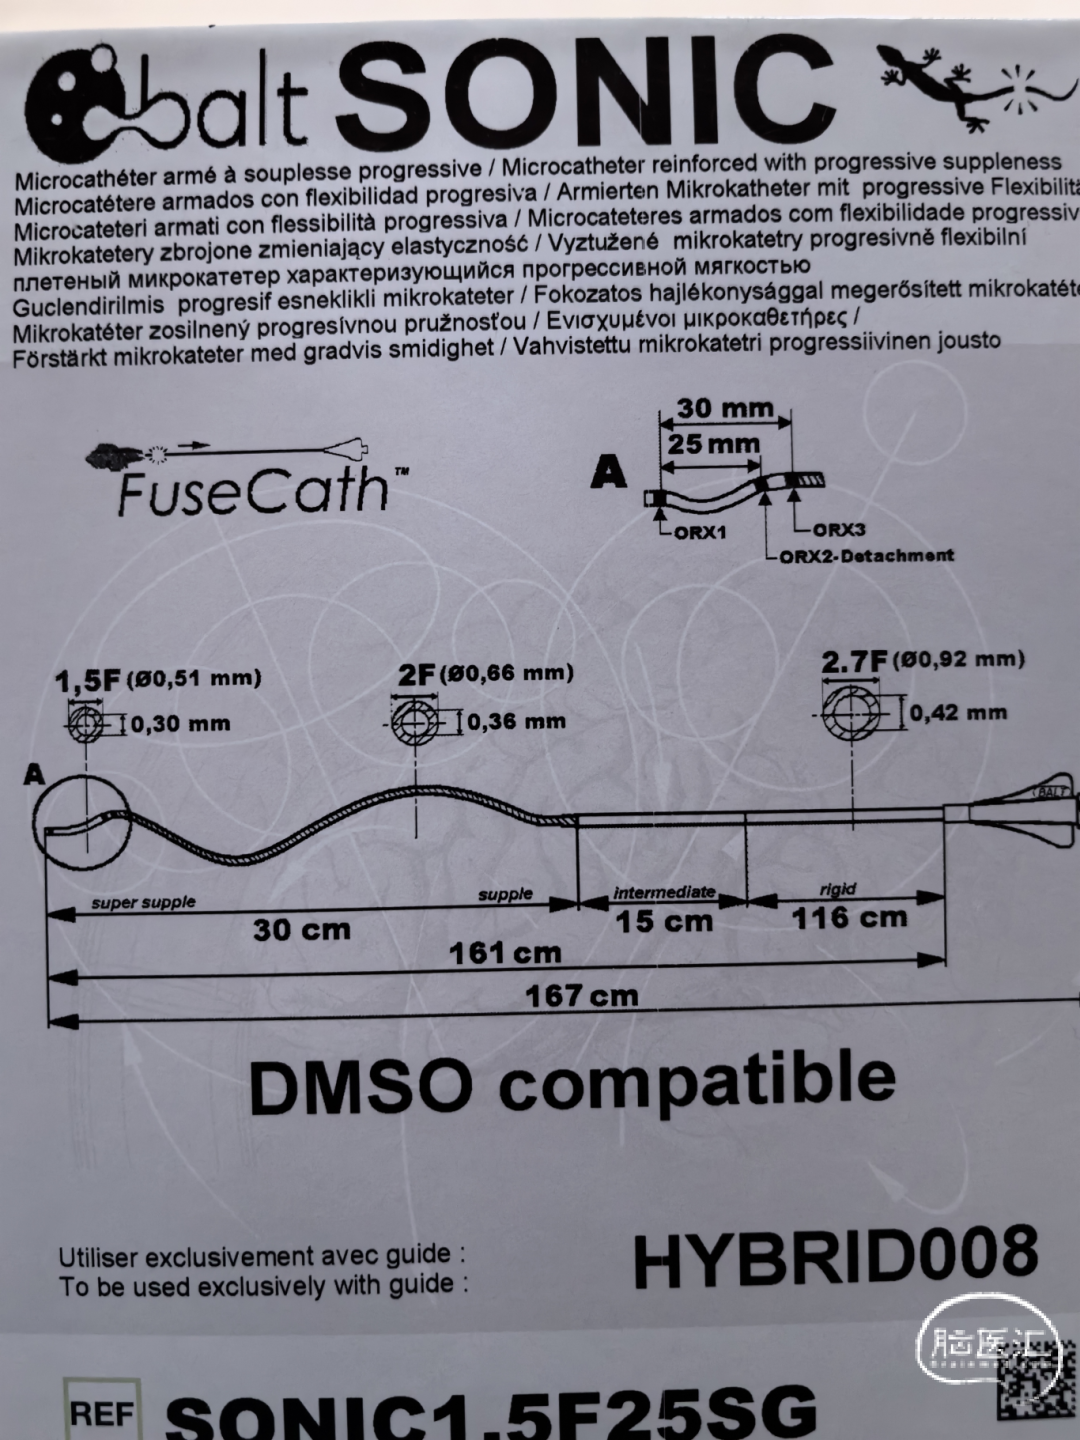 balt SONIC
Microcathéter armé à souplesse progressive / Microcatheter reinforced with progressive suppleness
Microcatétere armados con flexibilidad progresiva / Armierten Mikrokatheter mit progressive Flexibilitä
Microcateteri armati con flessibilità progressiva / Microcateteres armados com flexibilidade progressiv
Mikrokatetery zbrojone zmieniający elastyczność / Vyztužené mikrokatetry progresivně flexibilní
плетеный микрокатетер характеризующийся прогрессивной мягкостью
Guclendirilmis progresif esneklikli mikrokateter / Fokozatos hajlékonysággal megerősített mikrokatéte
Mikrokatéter zosilnený progresívnou pružnosťou / Ενισχυμένοι μικροκαθετήρες /
Förstärkt mikrokateter med gradvis smidighet / Vahvistettu mikrokatetri progressiivinen jousto
30 mm
25 mm
A
FuseCath™
ORX1
ORX3
ORX2-Detachment
1,5F (Ø0,51 mm)
2F (Ø0,66 mm)
2.7F (Ø0,92 mm)
0,30 mm
0,36 mm
0,42 mm
A
BALT
super supple
supple
intermediate
rigid
30 cm
15 cm
116 cm
161 cm
167 cm
DMSO compatible
Utiliser exclusivement avec guide :
To be used exclusively with guide :
HYBRID008
脑医汇
REF
SONIC1.5F25SG